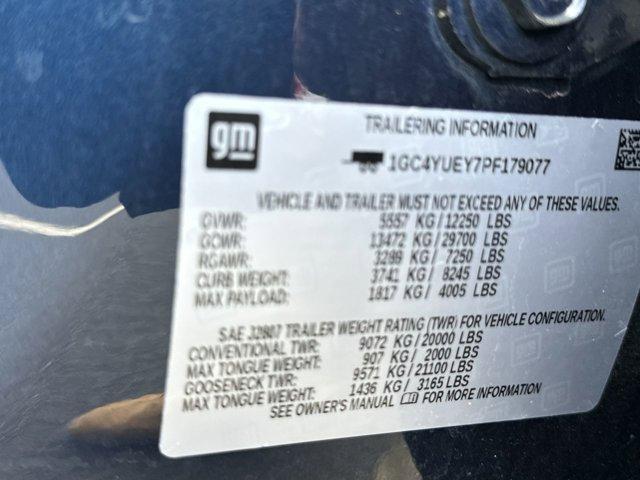 gm
TRAILERING INFORMATION
1GC4YUEY7PF179077
VEHICLE AND TRAILER MUST NOT EXCEED ANY OF THESE VALUES.
GVWR: 5557 KG/ 12250 LBS
GCWR: 13472 KG/ 29700 LBS
RGAWR: 3289 KG/ 7250 LBS
CURB WEIGHT: 3741 KG/ 8245 LBS
MAX PAYLOAD: 1817 KG/ 4005 LBS
SAE J2807 TRAILER WEIGHT RATING (TWR) FOR VEHICLE CONFIGURATION.
CONVENTIONAL TWR: 9072 KG/ 20000 LBS
MAX TONGUE WEIGHT: 907 KG/ 2000 LBS
GOOSENECK TWR: 9571 KG/ 21100 LBS
MAX TONGUE WEIGHT: 1436 KG/ 3165 LBS
SEE OWNER'S MANUAL FOR MORE INFORMATION